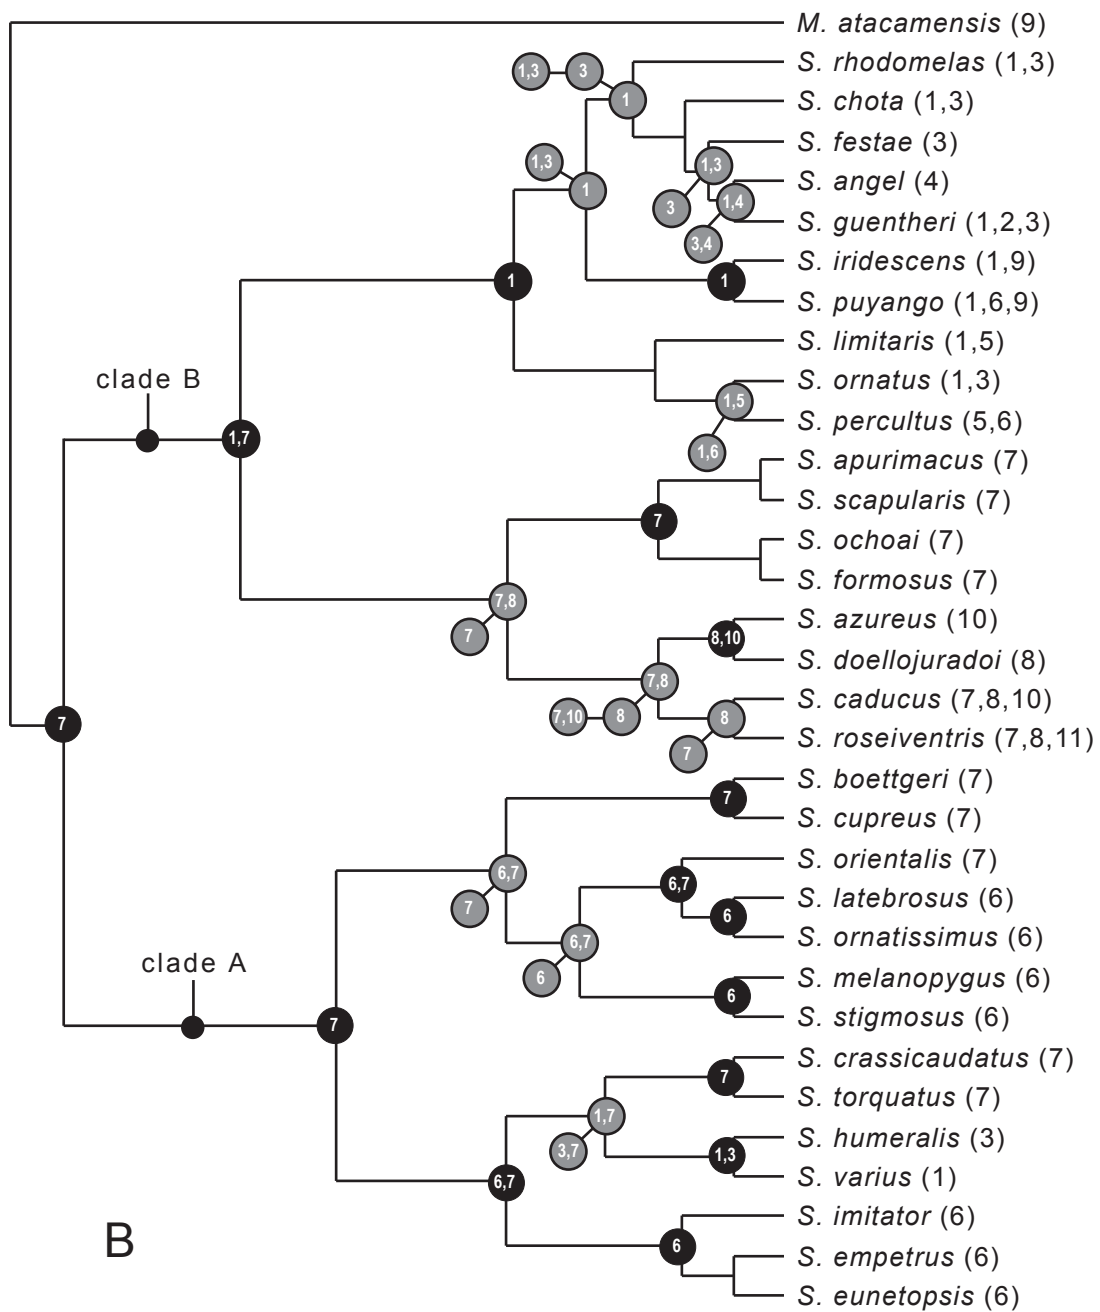 M. atacamensis (9)
S. rhodomelas (1,3)
1,3 3 1
S. chota (1,3)
S. festae (3)
1,3 1,3
S. angel (4)
1 3 1,4
S. guentheri (1,2,3)
3,4
S. iridescens (1,9)
1 1
S. puyango (1,6,9)
S. limitaris (1,5)
clade B
S. ornatus (1,3)
1,5
S. percultus (5,6)
1,7 1,6
S. apurimacus (7)
S. scapularis (7)
7
S. ochoai (7)
S. formosus (7)
7,8
S. azureus (10)
7 8,10
S. doellojuradoi (8)
7,8
S. caducus (7,8,10)
7 7,10 8 8
S. roseiventris (7,8,11)
7
S. boettgeri (7)
7
S. cupreus (7)
S. orientalis (7)
6,7 6,7
S. latebrosus (6)
7 6
S. ornatissimus (6)
6,7
clade A
S. melanopygus (6)
6 6
S. stigmosus (6)
7
S. crassicaudatus (7)
7
S. torquatus (7)
1,7
S. humeralis (3)
3,7 1,3
S. varius (1)
6,7
S. imitator (6)
B 6
S. empetrus (6)
S. eunetopsis (6)